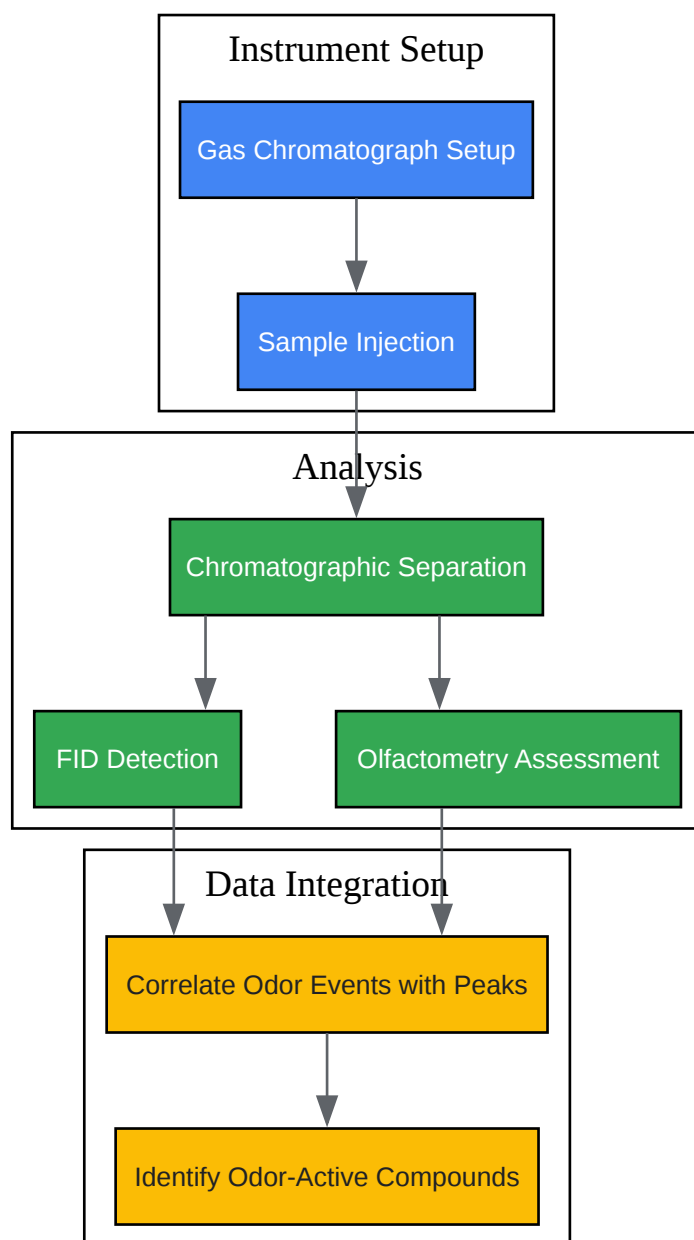 Instrument Setup
Gas Chromatograph Setup
Sample Injection
Analysis
Chromatographic Separation
FID Detection
Olfactometry Assessment
Data Integration
Correlate Odor Events with Peaks
Identify Odor-Active Compounds